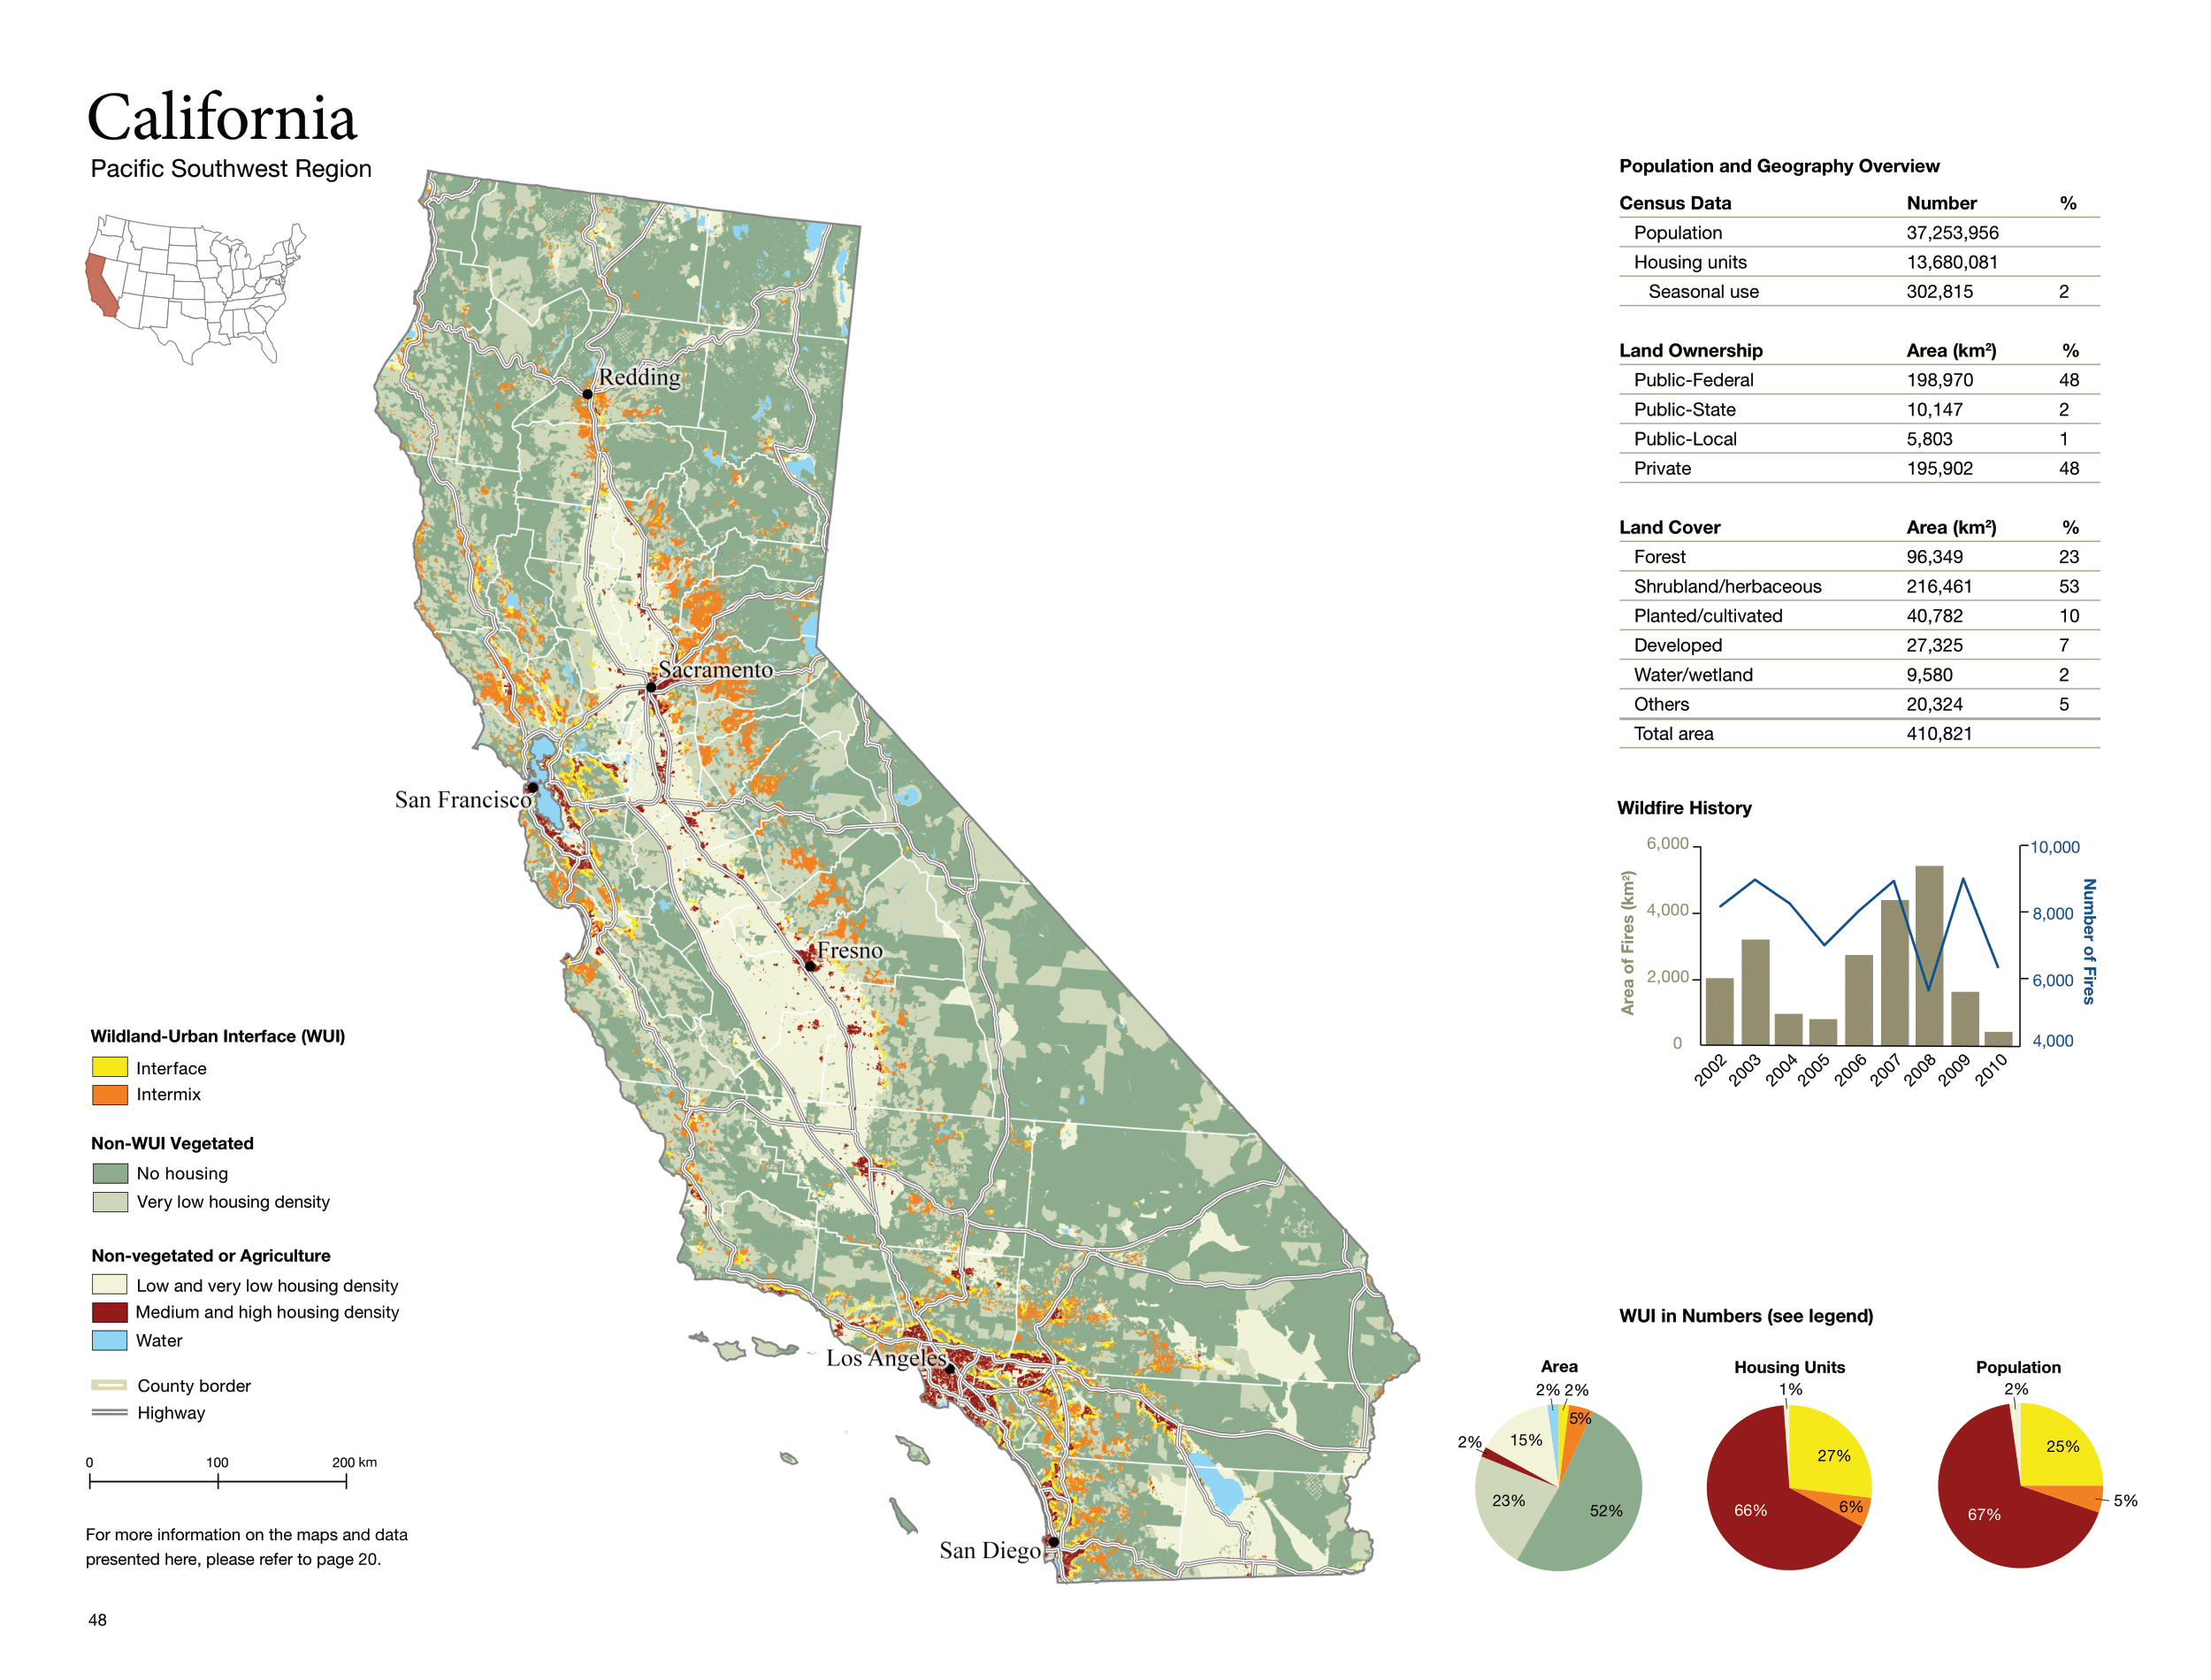 California
Pacific Southwest Region
Redding
Sacramento
San Francisco
Fresno
Los Angeles
San Diego
Wildland-Urban Interface (WUI)
Interface
Intermix
Non-WUI Vegetated
No housing
Very low housing density
Non-vegetated or Agriculture
Low and very low housing density
Medium and high housing density
Water
County border
Highway
0 100 200 km
For more information on the maps and data
presented here, please refer to page 20.
48
Population and Geography Overview
Census Data Number %
Population 37,253,956
Housing units 13,680,081
Seasonal use 302,815 2
Land Ownership Area (km²) %
Public-Federal 198,970 48
Public-State 10,147 2
Public-Local 5,803 1
Private 195,902 48
Land Cover Area (km²) %
Forest 96,349 23
Shrubland/herbaceous 216,461 53
Planted/cultivated 40,782 10
Developed 27,325 7
Water/wetland 9,580 2
Others 20,324 5
Total area 410,821
Wildfire History
Area of Fires (km²)
6,000
4,000
2,000
0
10,000
8,000
6,000
4,000
Number of Fires
2002 2003 2004 2005 2006 2007 2008 2009 2010
WUI in Numbers (see legend)
Area
2% 2%
5%
15%
2%
23%
52%
Housing Units
1%
27%
6%
66%
Population
2%
25%
5%
67%